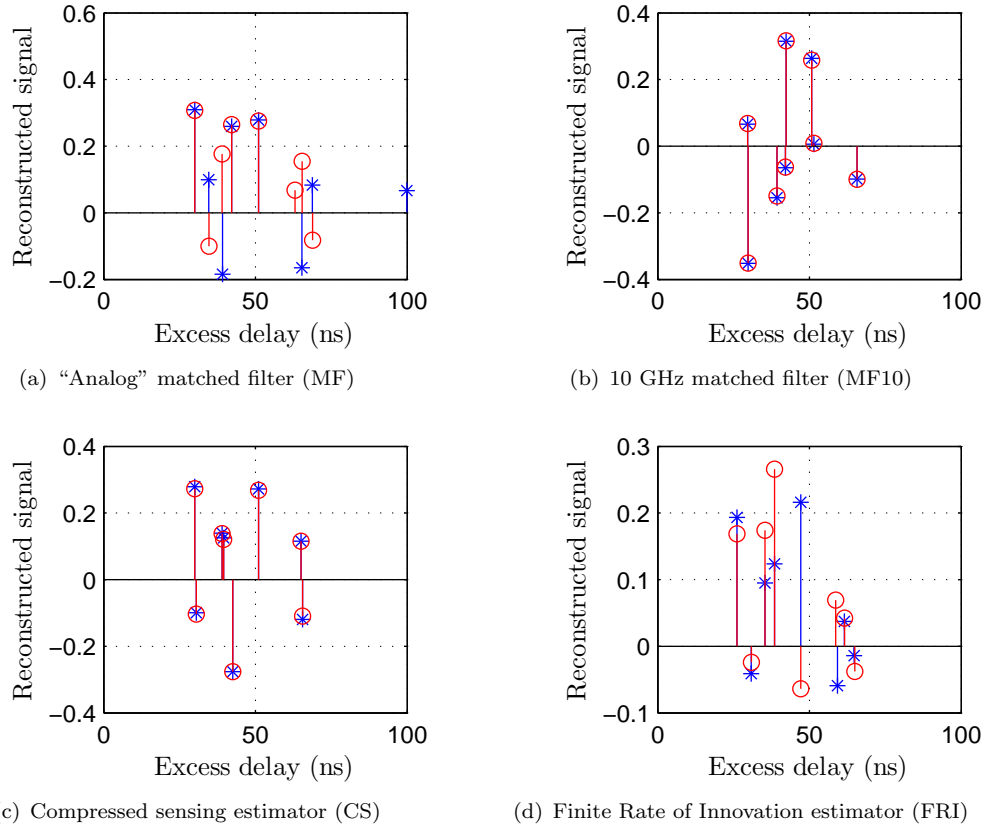 0.6
0.4
0.2
0
−0.2
0
50
100
Reconstructed signal
Excess delay (ns)
(a) “Analog” matched filter (MF)
0.4
0.2
0
−0.2
−0.4
0
50
100
Reconstructed signal
Excess delay (ns)
(b) 10 GHz matched filter (MF10)
0.4
0.2
0
−0.2
−0.4
0
50
100
Reconstructed signal
Excess delay (ns)
c) Compressed sensing estimator (CS)
0.3
0.2
0.1
0
−0.1
0
50
100
Reconstructed signal
Excess delay (ns)
(d) Finite Rate of Innovation estimator (FRI)